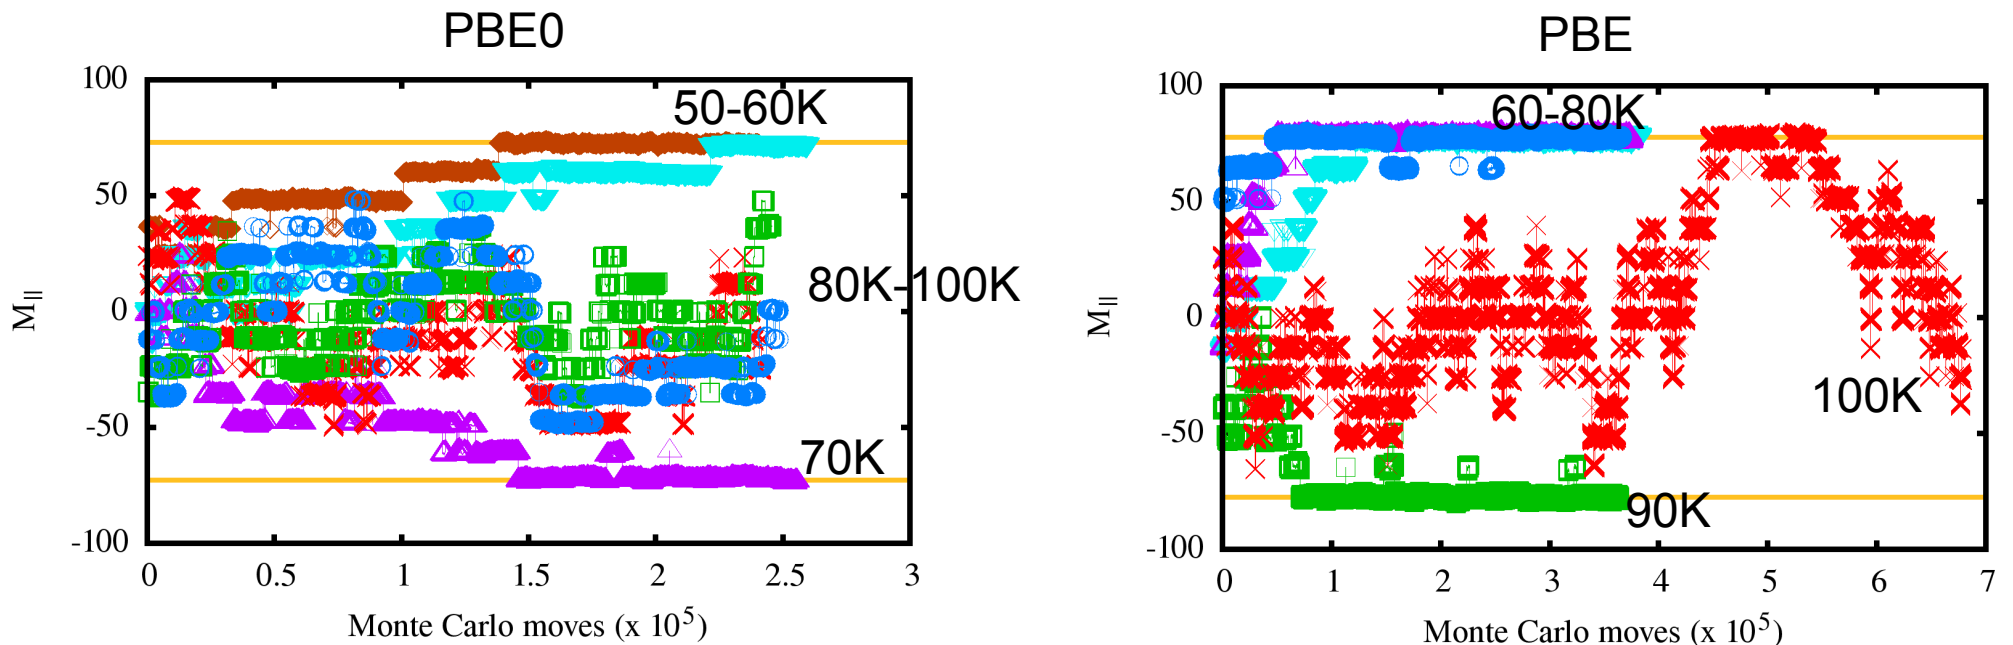 PBE0
100
50
0
-50
-100
M||
50-60K
80K-100K
70K
0 0.5 1 1.5 2 2.5 3
Monte Carlo moves (x 10^5)
PBE
100
50
0
-50
-100
M||
60-80K
100K
90K
0 1 2 3 4 5 6 7
Monte Carlo moves (x 10^5)